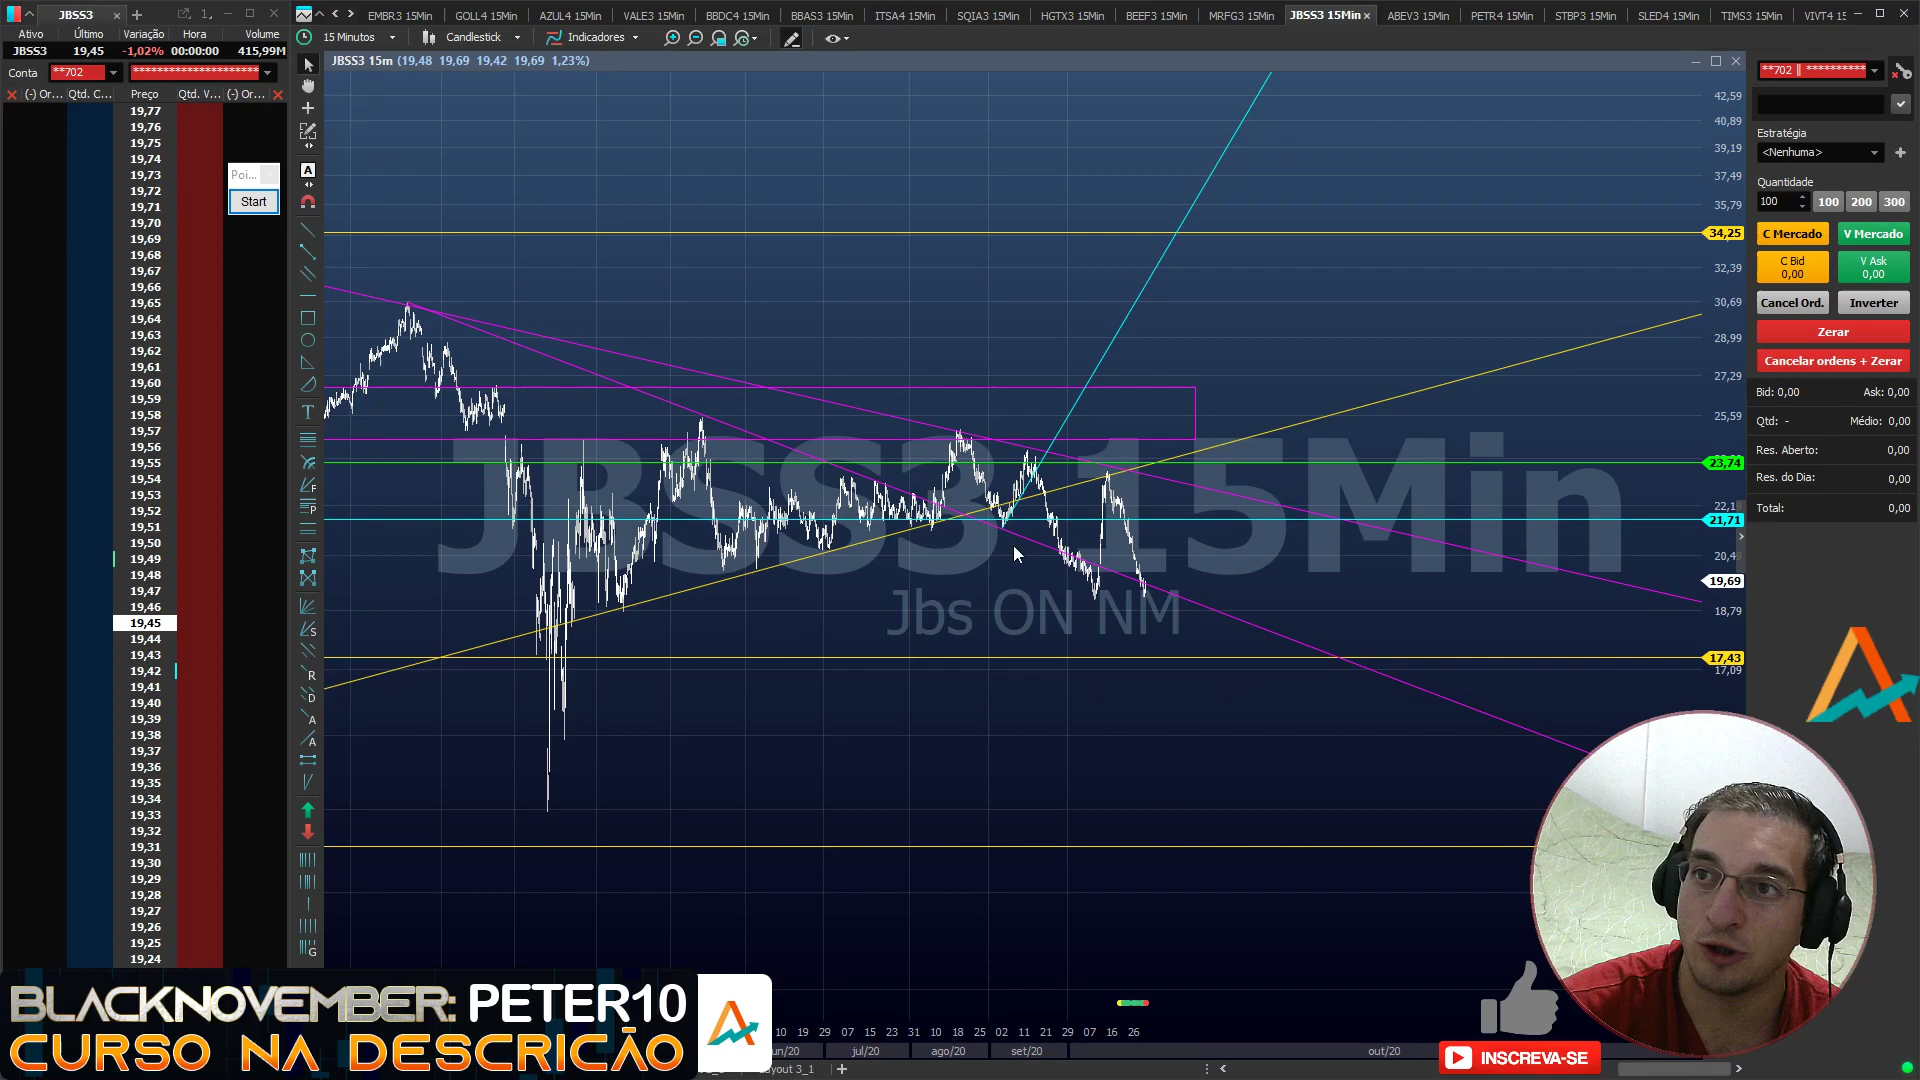 JBSS3
Ativo Último Variação Hora Volume
JBSS3 19,45 -1,02% 00:00:00 415,99M
Conta **702 *********************
(-) Or... Qtd. C... Preço Qtd. V... (-) Or...
19,77
19,76
19,75
19,74
19,73
19,72
19,71
19,70
19,69
19,68
19,67
19,66
19,65
19,64
19,63
19,62
19,61
19,60
19,59
19,58
19,57
19,56
19,55
19,54
19,53
19,52
19,51
19,50
19,49
19,48
19,47
19,46
19,45
19,44
19,43
19,42
19,41
19,40
19,39
19,38
19,37
19,36
19,35
19,34
19,33
19,32
19,31
19,30
19,29
19,28
19,27
19,26
19,25
19,24
Poi...
Start
EMBR3 15Min GOLL4 15Min AZUL4 15Min VALE3 15Min BBDC4 15Min BBAS3 15Min ITSA4 15Min SQIA3 15Min HGTX3 15Min BEEF3 15Min MRFG3 15Min JBSS3 15Min ABEV3 15Min PETR4 15Min STBP3 15Min SLED4 15Min TIMS3 15Min VIVT4 15
15 Minutos Candlestick Indicadores
JBSS3 15m (19,48 19,69 19,42 19,69 1,23%)
JBSS3 15Min
Jbs ON NM
42,59
40,89
39,19
37,49
35,79
34,25
32,39
30,69
28,99
27,29
25,59
23,74
21,71
19,69
18,79
17,43
17,09
10 19 29 07 15 23 31 10 18 25 02 11 21 29 07 16 26
jul/20 ago/20 set/20 out/20
**702 || **********
Estratégia
<Nenhuma>
Quantidade
100 100 200 300
C Mercado V Mercado
C Bid V Ask
0,00 0,00
Cancel Ord. Inverter
Zerar
Cancelar ordens + Zerar
Bid: 0,00 Ask: 0,00
Qtd: - Médio: 0,00
Res. Aberto: 0,00
Res. do Dia: 0,00
Total: 0,00
BLACKNOVEMBER: PETER10
CURSO NA DESCRICÃO
INSCREVA-SE